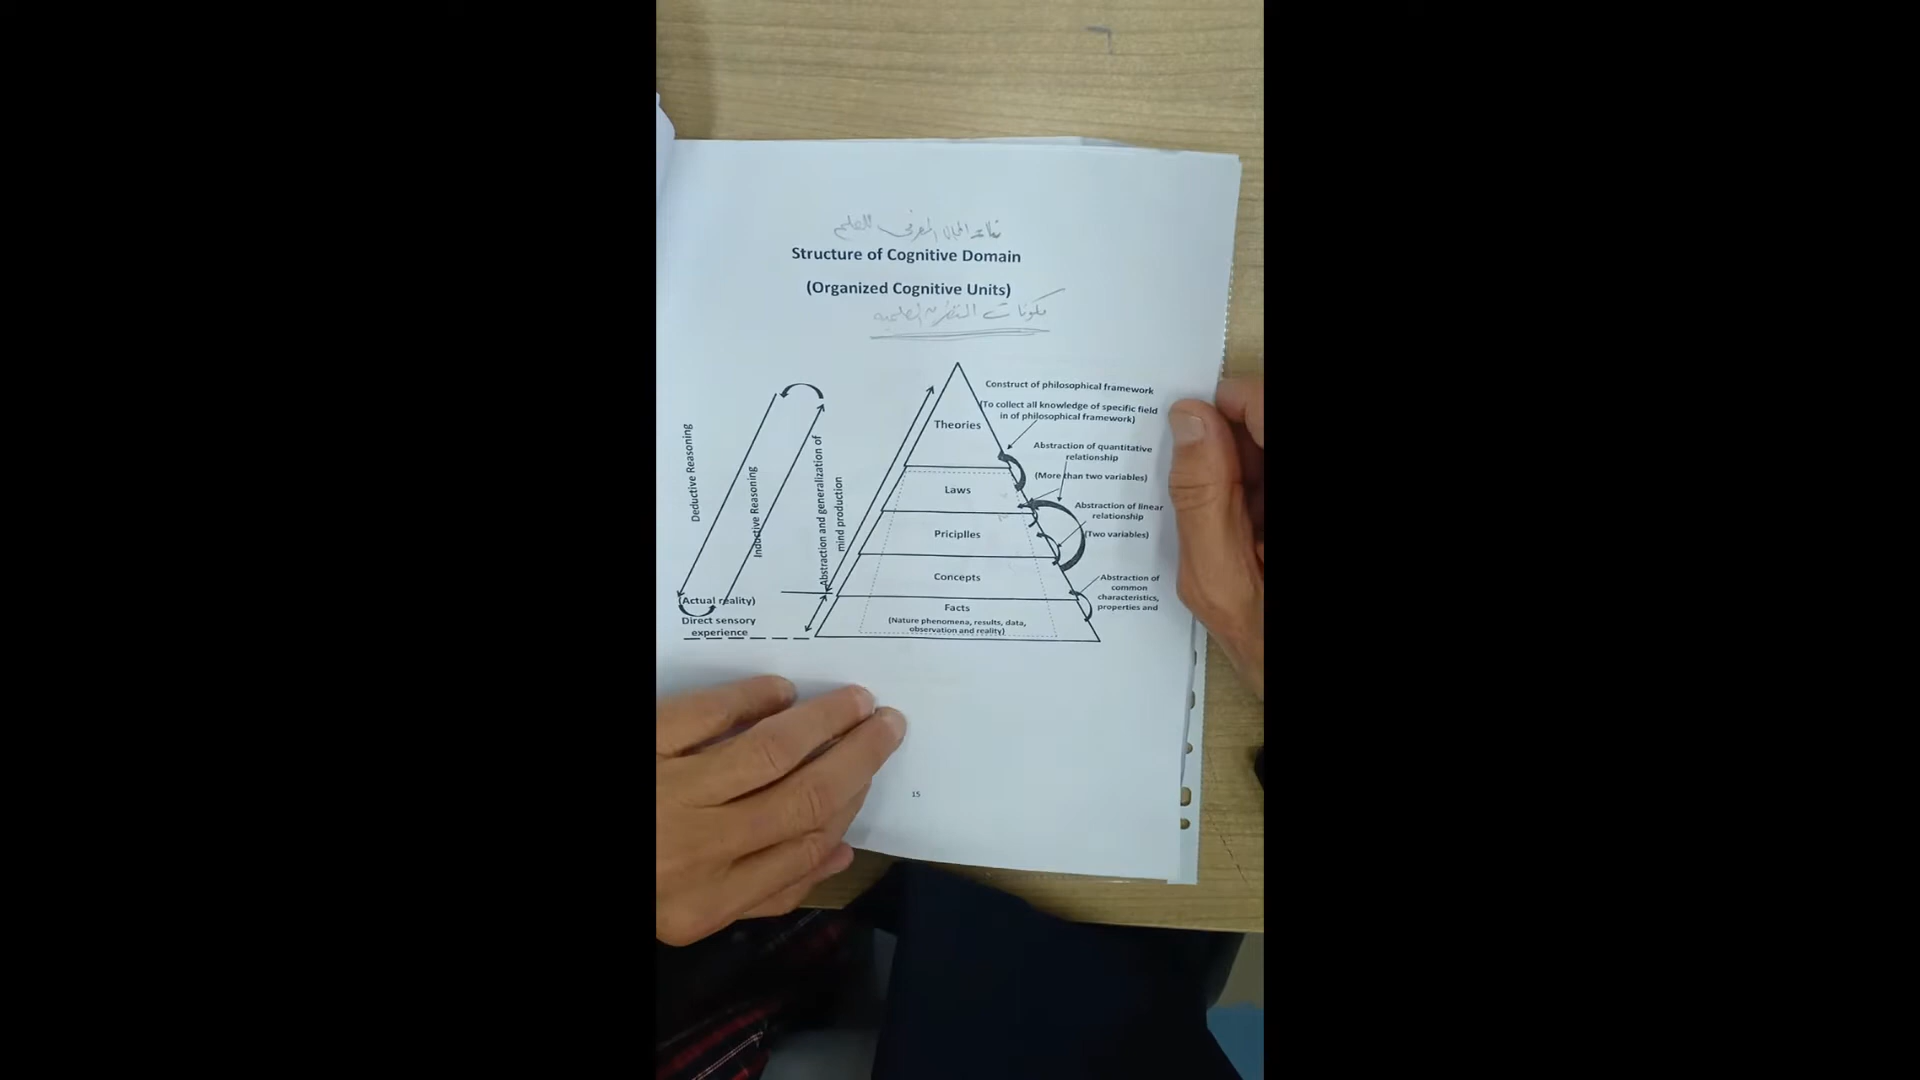 Structure of Cognitive Domain
(Organized Cognitive Units)
Construct of philosophical framework
(To collect all knowledge of specific field
in of philosophical framework)
Theories
Abstraction of quantitative
relationship
(More than two variables)
Laws
Abstraction of linear
relationship
(Two variables)
Priciplles
Concepts
Abstraction of
common
characteristics,
properties and
Facts
(Nature phenomena, results, data,
observation and reality)
Deductive Reasoning
Inductive Reasoning
Abstraction and generalization of
mind production
(Actual reality)
Direct sensory
experience
15